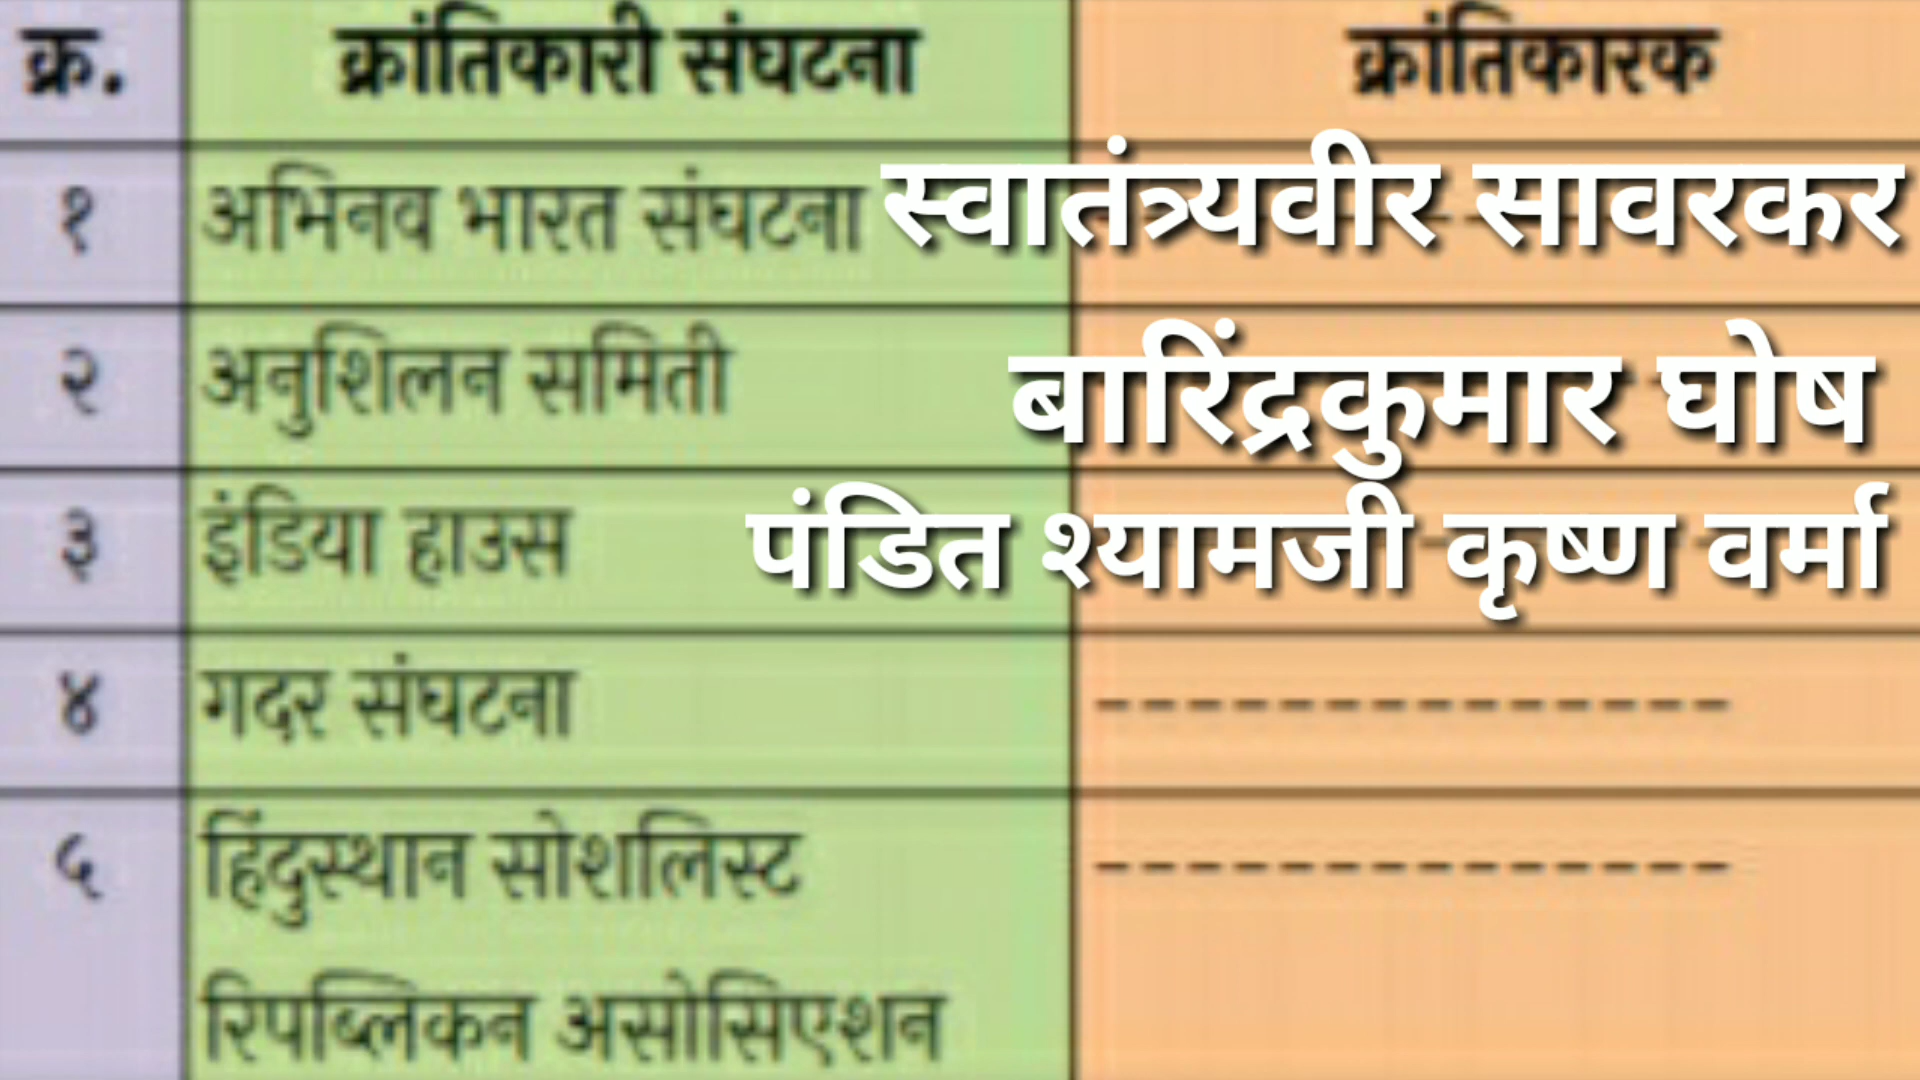 क्र. क्रांतिकारी संघटना क्रांतिकारक
१ अभिनव भारत संघटना स्वातंत्र्यवीर सावरकर
२ अनुशिलन समिती बारिंद्रकुमार घोष
३ इंडिया हाउस पंडित श्यामजी कृष्ण वर्मा
४ गदर संघटना --------------
५ हिंदुस्थान सोशलिस्ट --------------
रिपब्लिकन असोसिएशन